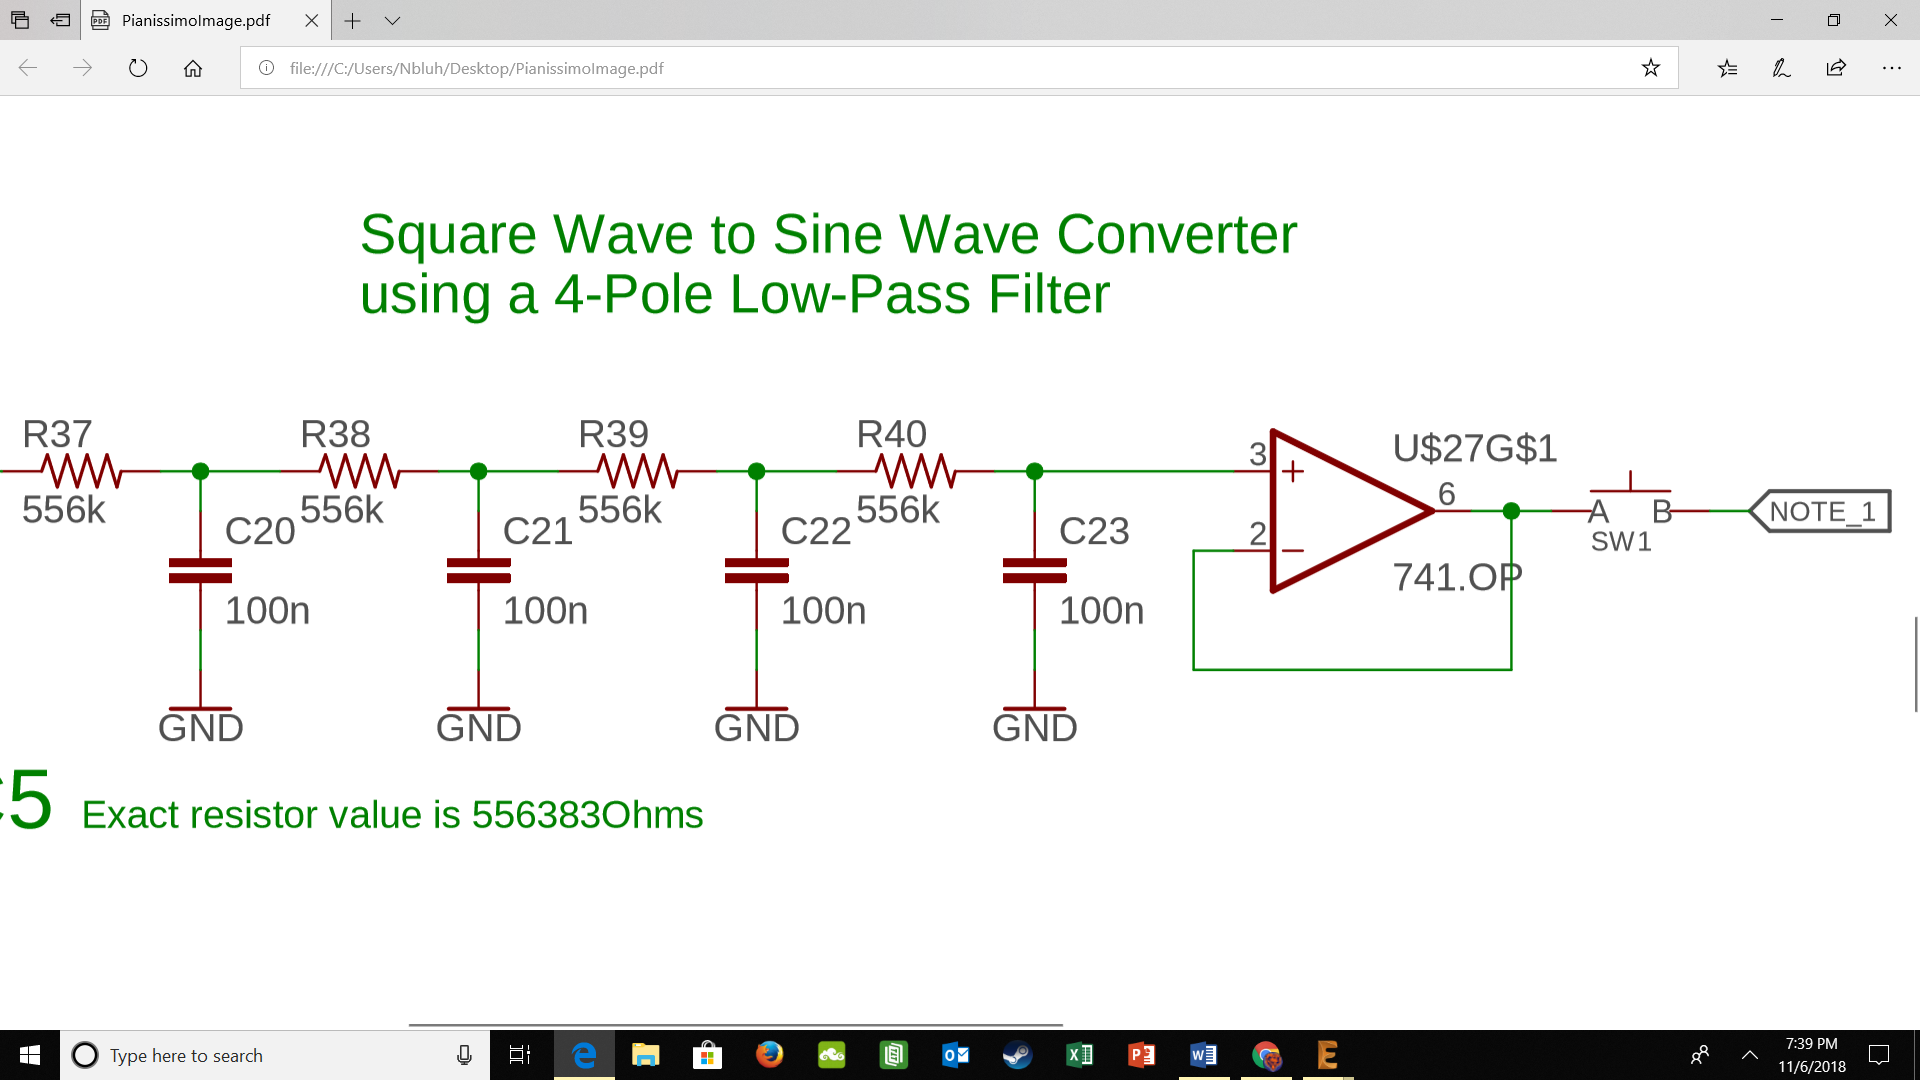 PianissimoImage.pdf
file:///C:/Users/Nbluh/Desktop/PianissimoImage.pdf
Square Wave to Sine Wave Converter
using a 4-Pole Low-Pass Filter
R37
R38
R39
R40
556k
556k
556k
556k
C20
C21
C22
C23
100n
100n
100n
100n
GND
GND
GND
GND
3
+
2
6
U$27G$1
741.OP
A
B
SW1
NOTE_1
5 Exact resistor value is 556383Ohms
Type here to search
7:39 PM
11/6/2018